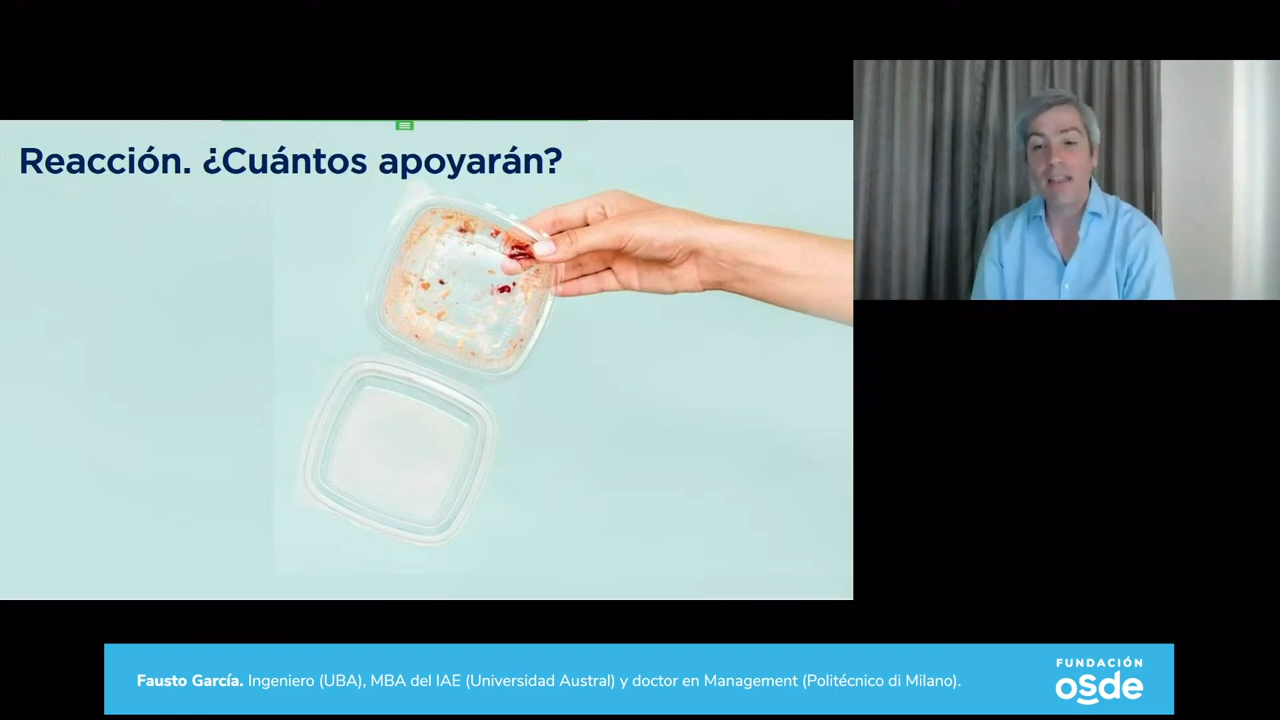 Reacción. ¿Cuántos apoyarán?
Fausto García. Ingeniero (UBA), MBA del IAE (Universidad Austral) y doctor en Management (Politécnico di Milano).
FUNDACIÓN
osde